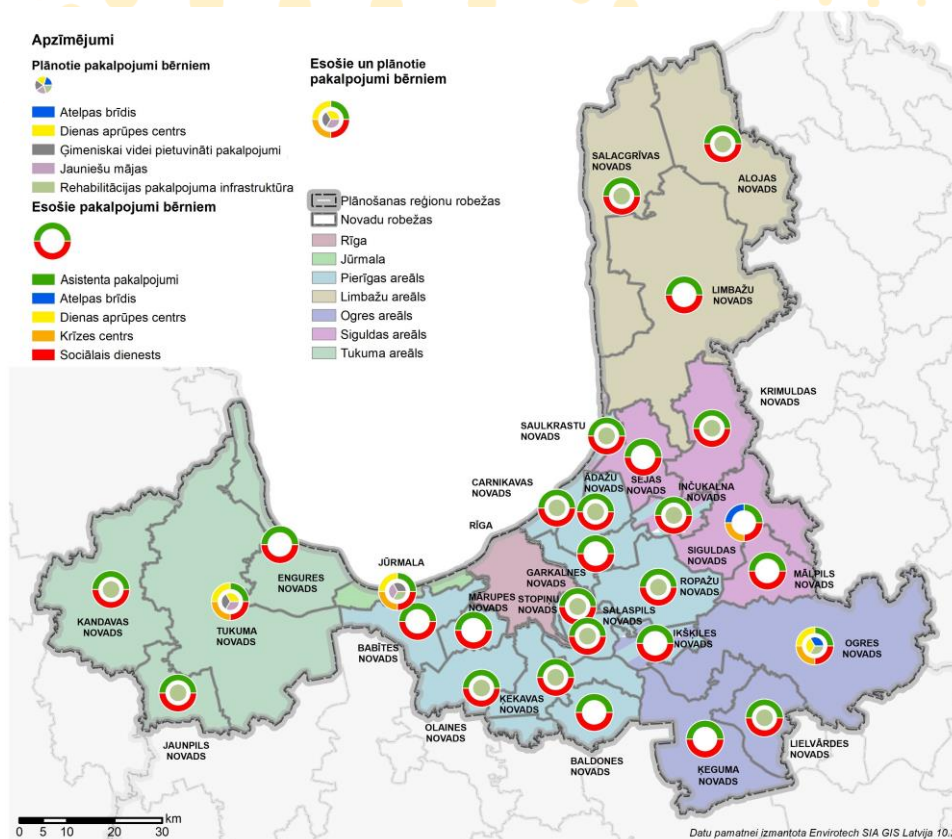 Apzīmējumi
Plānotie pakalpojumi bērniem
Atelpas brīdis
Dienas aprūpes centrs
Ģimeniskai videi pietuvināti pakalpojumi
Jauniešu mājas
Rehabilitācijas pakalpojuma infrastruktūra
Esošie pakalpojumi bērniem
Asistenta pakalpojumi
Atelpas brīdis
Dienas aprūpes centrs
Krīzes centrs
Sociālais dienests
Esošie un plānotie
pakalpojumi bērniem
Plānošanas reģionu robežas
Novadu robežas
Rīga
Jūrmala
Pierīgas areāls
Limbažu areāls
Ogres areāls
Siguldas areāls
Tukuma areāls
SALACGRĪVAS
NOVADS
ALOJAS
NOVADS
LIMBAŽU
NOVADS
KRIMULDAS
NOVADS
SAULKRASTU
NOVADS
SĒJAS
NOVADS
CARNIKAVAS
NOVADS
ĀDAŽU
NOVADS
INČUKALNA
NOVADS
RĪGA
SIGULDAS
NOVADS
MĀLPILS
NOVADS
GARKALNES
NOVADS
ROPAŽU
NOVADS
JŪRMALA
ENGURES
NOVADS
MĀRUPES
NOVADS
STOPIŅU
NOVADS
SALASPILS
NOVADS
KANDAVAS
NOVADS
TUKUMA
NOVADS
BABĪTES
NOVADS
IKŠĶILES
NOVADS
OGRES
NOVADS
OLAINES
NOVADS
ĶEKAVAS
NOVADS
JAUNPILS
NOVADS
BALDONES
NOVADS
ĶEGUMA
NOVADS
LIELVĀRDES
NOVADS
km
0 5 10 20 30
Datu pamatnei izmantota Envirotech SIA GIS Latvija 10